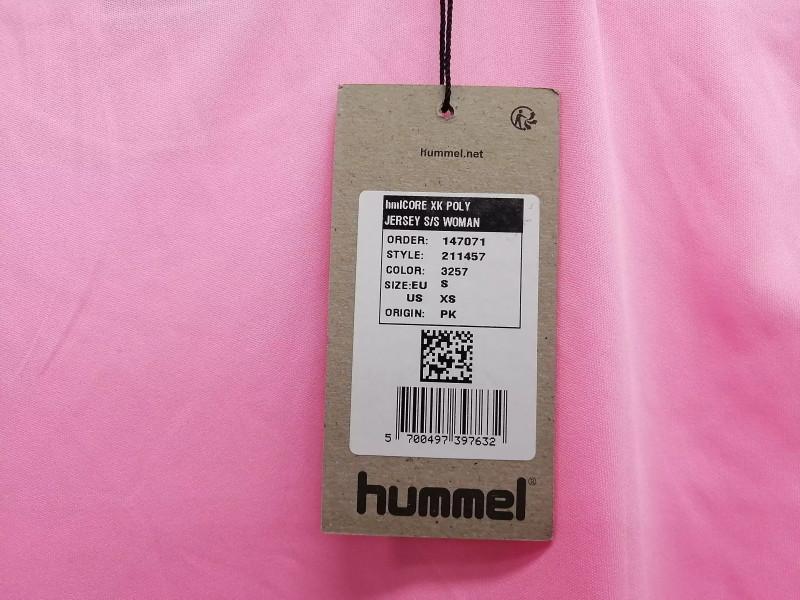 hummel.net
hmlCORE XK POLY
JERSEY S/S WOMAN
ORDER: 147071
STYLE: 211457
COLOR: 3257
SIZE:EU S
US XS
ORIGIN: PK
5 700497 397632
hummel®